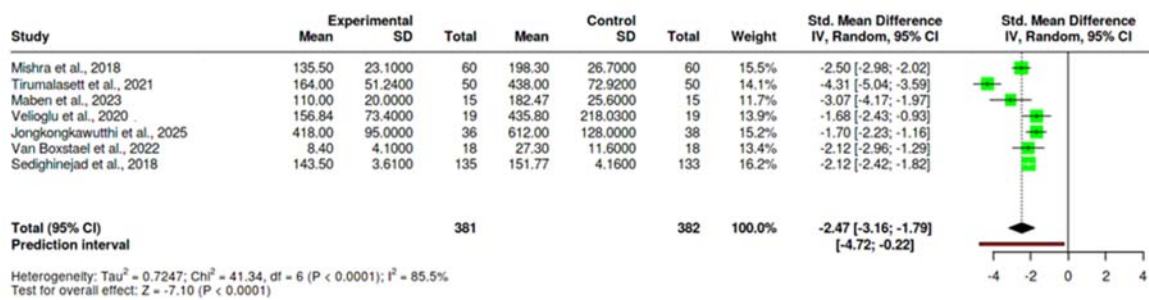 Experimental Control Std. Mean Difference Std. Mean Difference
Study Mean SD Total Mean SD Total Weight IV, Random, 95% CI IV, Random, 95% CI
Mishra et al., 2018 135.50 23.1000 60 198.30 26.7000 60 15.5% -2.50 [-2.98; -2.02]
Tirumalasett et al., 2021 164.00 51.2400 50 438.00 72.9200 50 14.1% -4.31 [-5.04; -3.59]
Maben et al., 2023 110.00 20.0000 15 182.47 25.6000 15 11.7% -3.07 [-4.17; -1.97]
Velioglu et al., 2020 156.84 73.4000 19 435.80 218.0300 19 13.9% -1.68 [-2.43; -0.93]
Jongkongkawutthi et al., 2025 418.00 95.0000 36 612.00 128.0000 38 15.2% -1.70 [-2.23; -1.16]
Van Boxstael et al., 2022 8.40 4.1000 18 27.30 11.6000 18 13.4% -2.12 [-2.96; -1.29]
Sedighinejad et al., 2018 143.50 3.6100 135 151.77 4.1600 133 16.2% -2.12 [-2.42; -1.82]
Total (95% CI) 381 382 100.0% -2.47 [-3.16; -1.79]
Prediction interval [-4.72; -0.22]
Heterogeneity: Tau² = 0.7247; Chi² = 41.34, df = 6 (P < 0.0001); I² = 85.5%
Test for overall effect: Z = -7.10 (P < 0.0001)
-4 -2 0 2 4